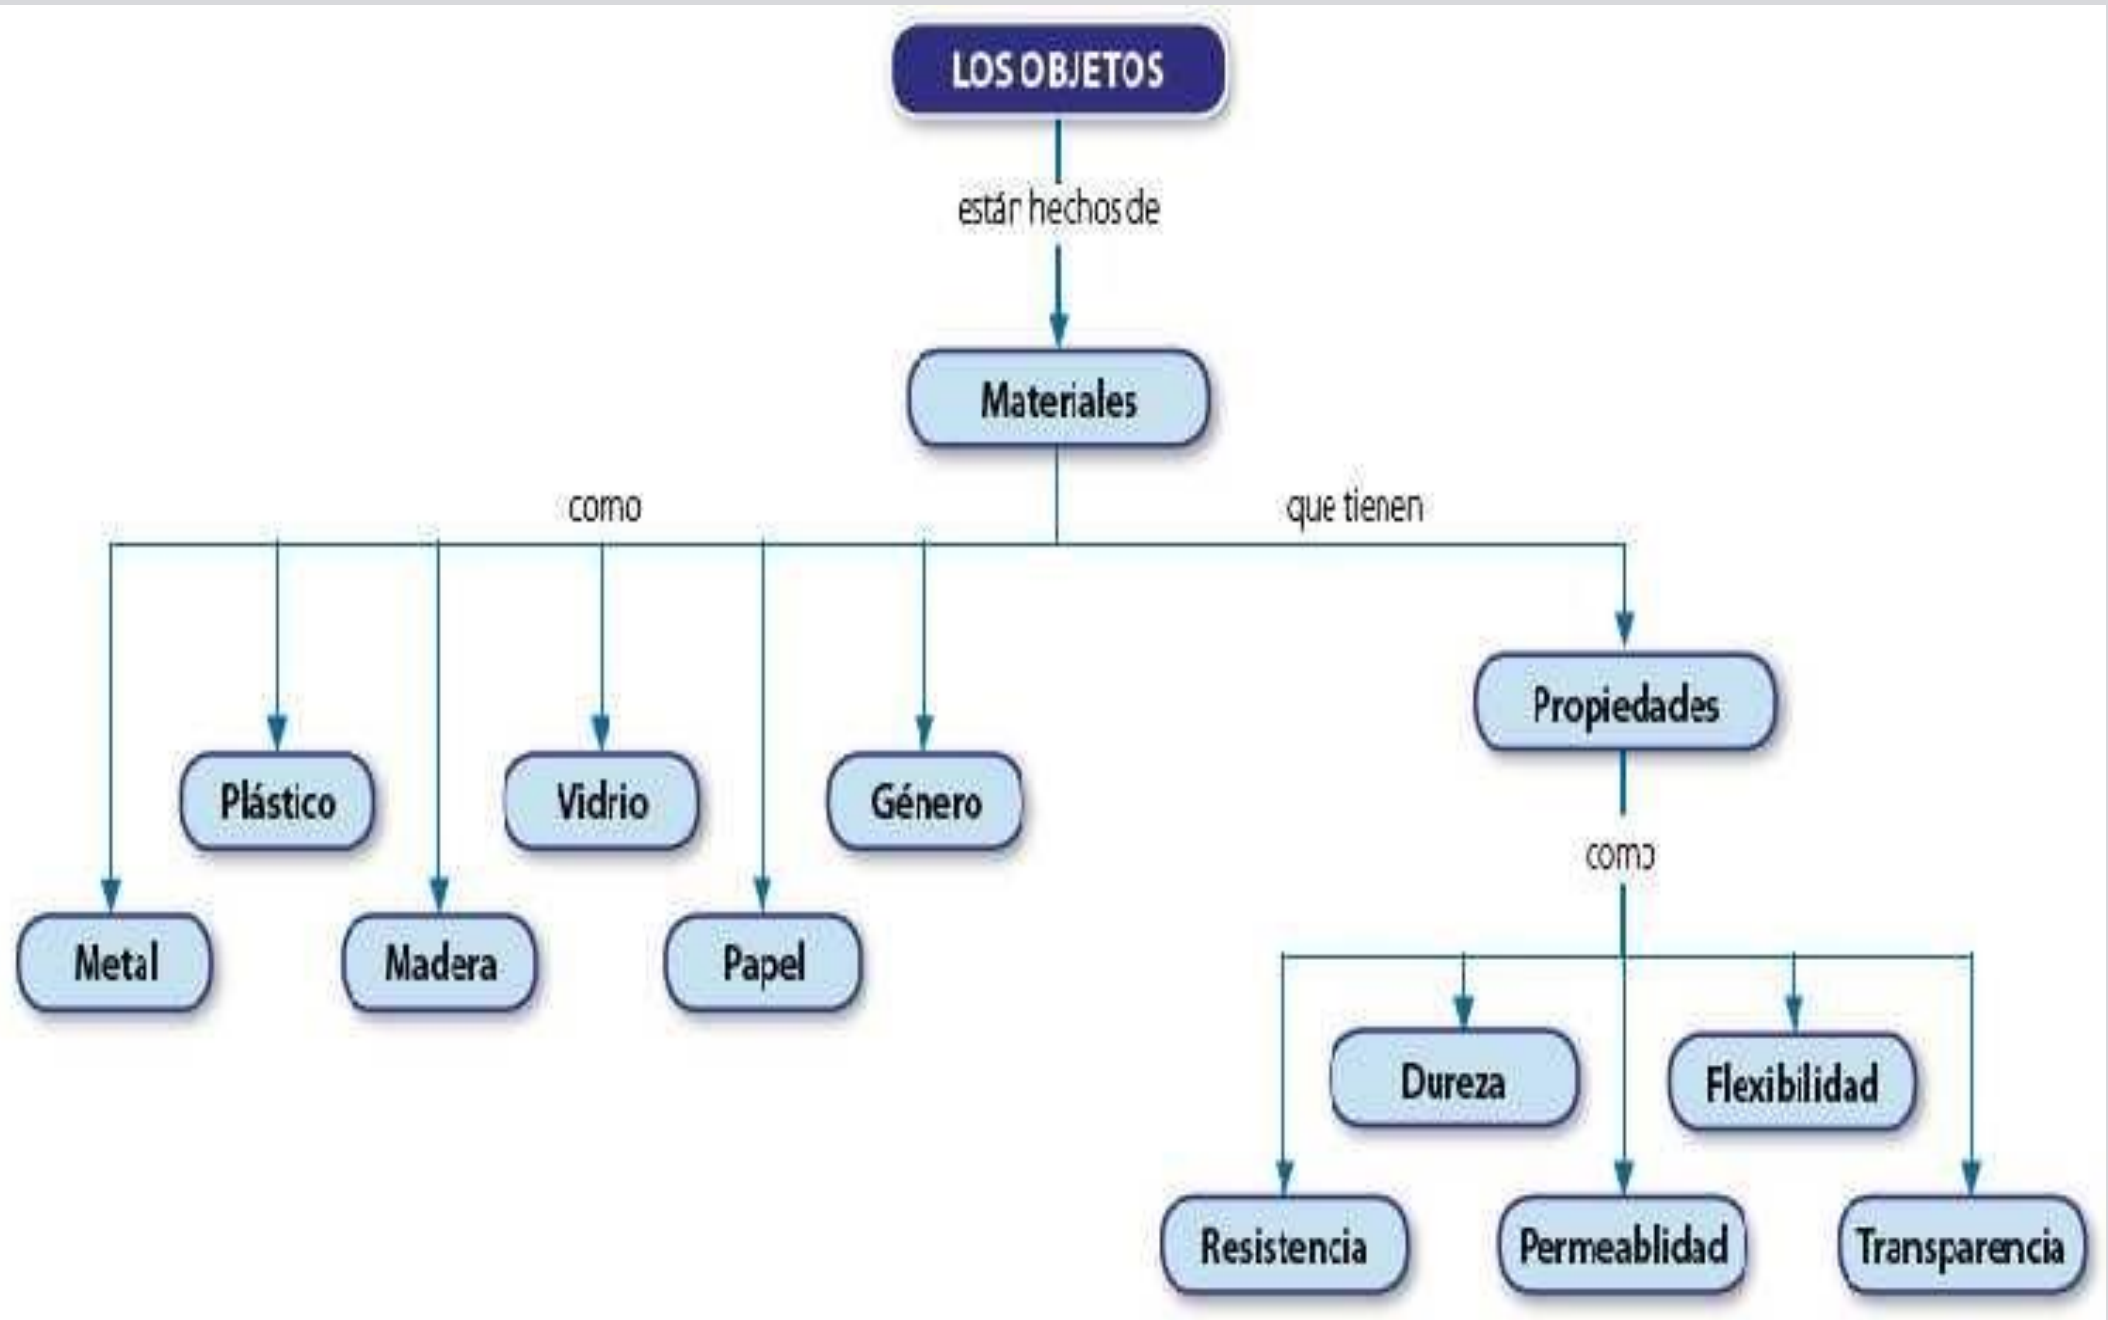 LOS OBJETOS
están hechos de
Materiales
como
que tienen
Propiedades
Plástico
Vidrio
Género
como
Metal
Madera
Papel
Dureza
Flexibilidad
Resistencia
Permeablidad
Transparencia